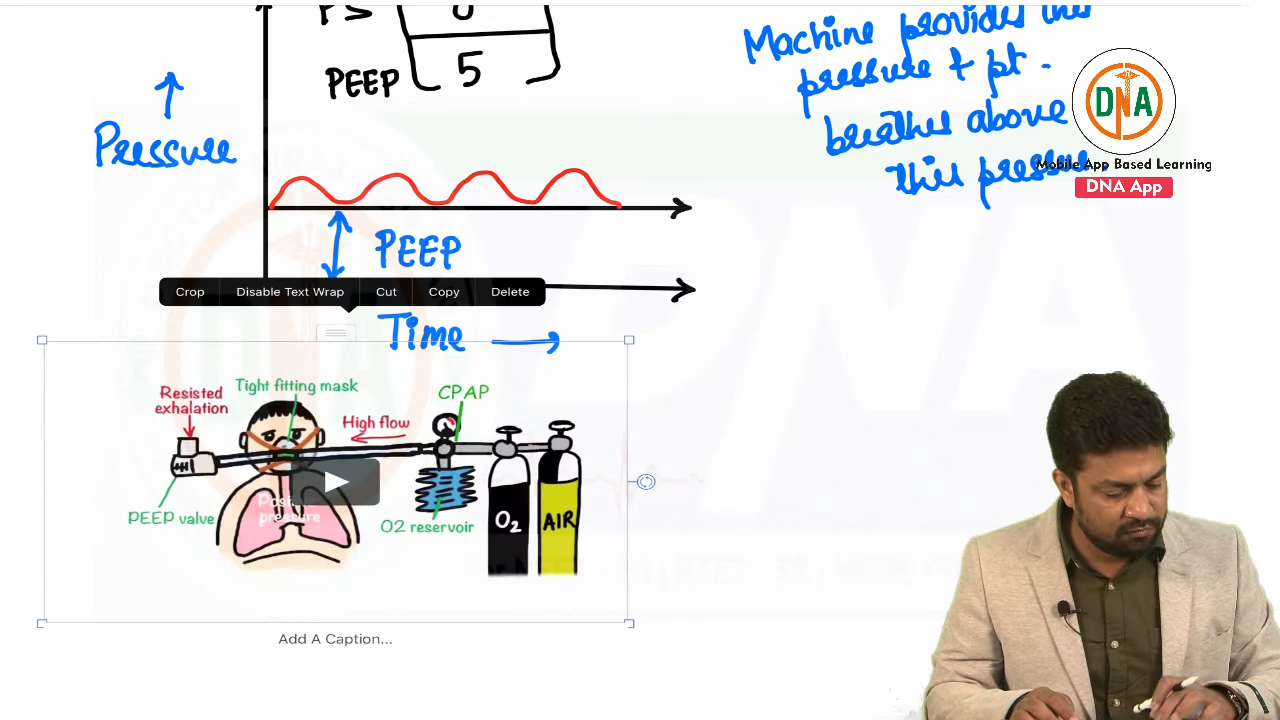 PS
PEEP 5
Pressure
PEEP
Time
Machine provides this
pressure + pt.
breathes above
this pressure.
DNA
Mobile App Based Learning
DNA App
Crop Disable Text Wrap Cut Copy Delete
Resisted
exhalation
Tight fitting mask
High flow
CPAP
PEEP valve
Posi
pressure
O2 reservoir
O2
AIR
Add A Caption...